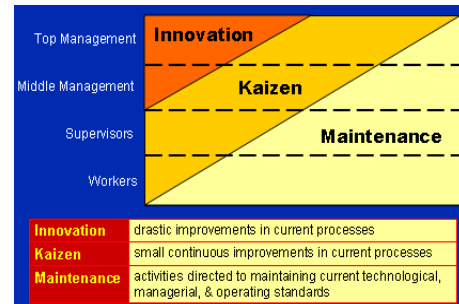 Top Management
Innovation
Middle Management
Kaizen
Supervisors
Maintenance
Workers
Innovation drastic improvements in current processes
Kaizen small continuous improvements in current processes
Maintenance activities directed to maintaining current technological,
managerial, & operating standards